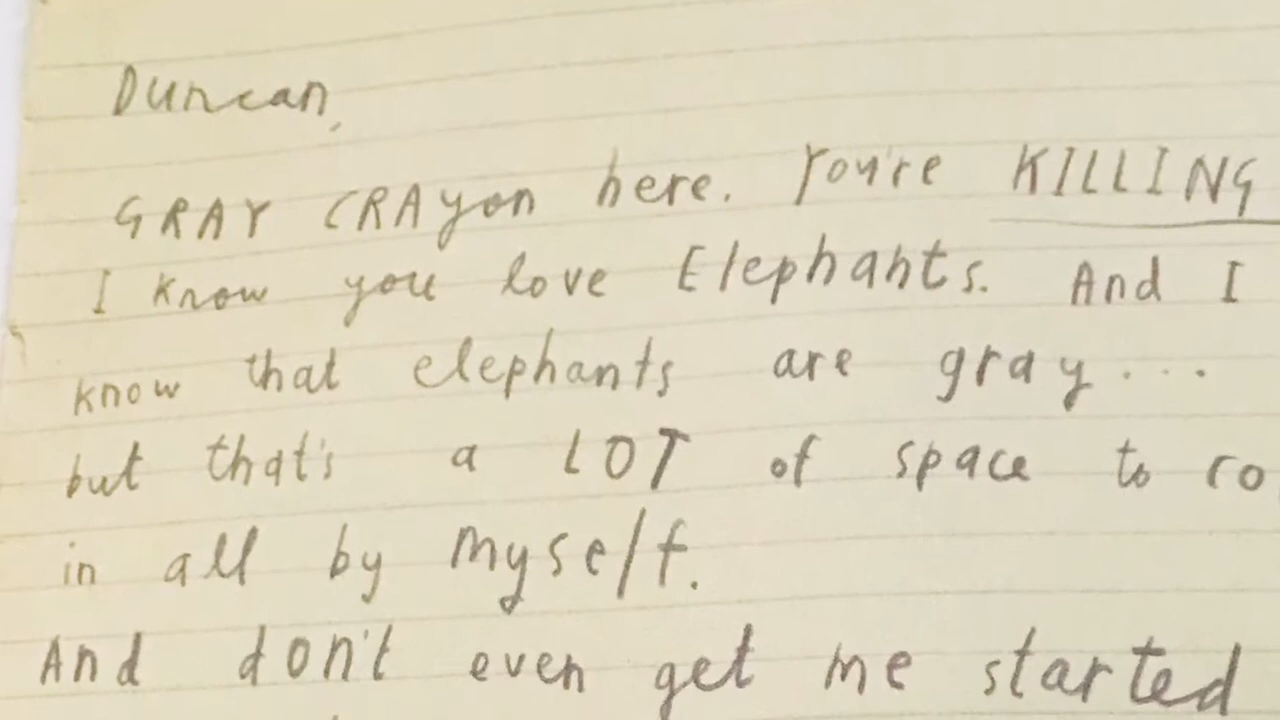 Duncan,
GRAY CRAYon here. You're KILLING
I know you love Elephants. And I
know that elephants are gray...
but that's a LOT of space to co
in all by myself.
And don't even get me started